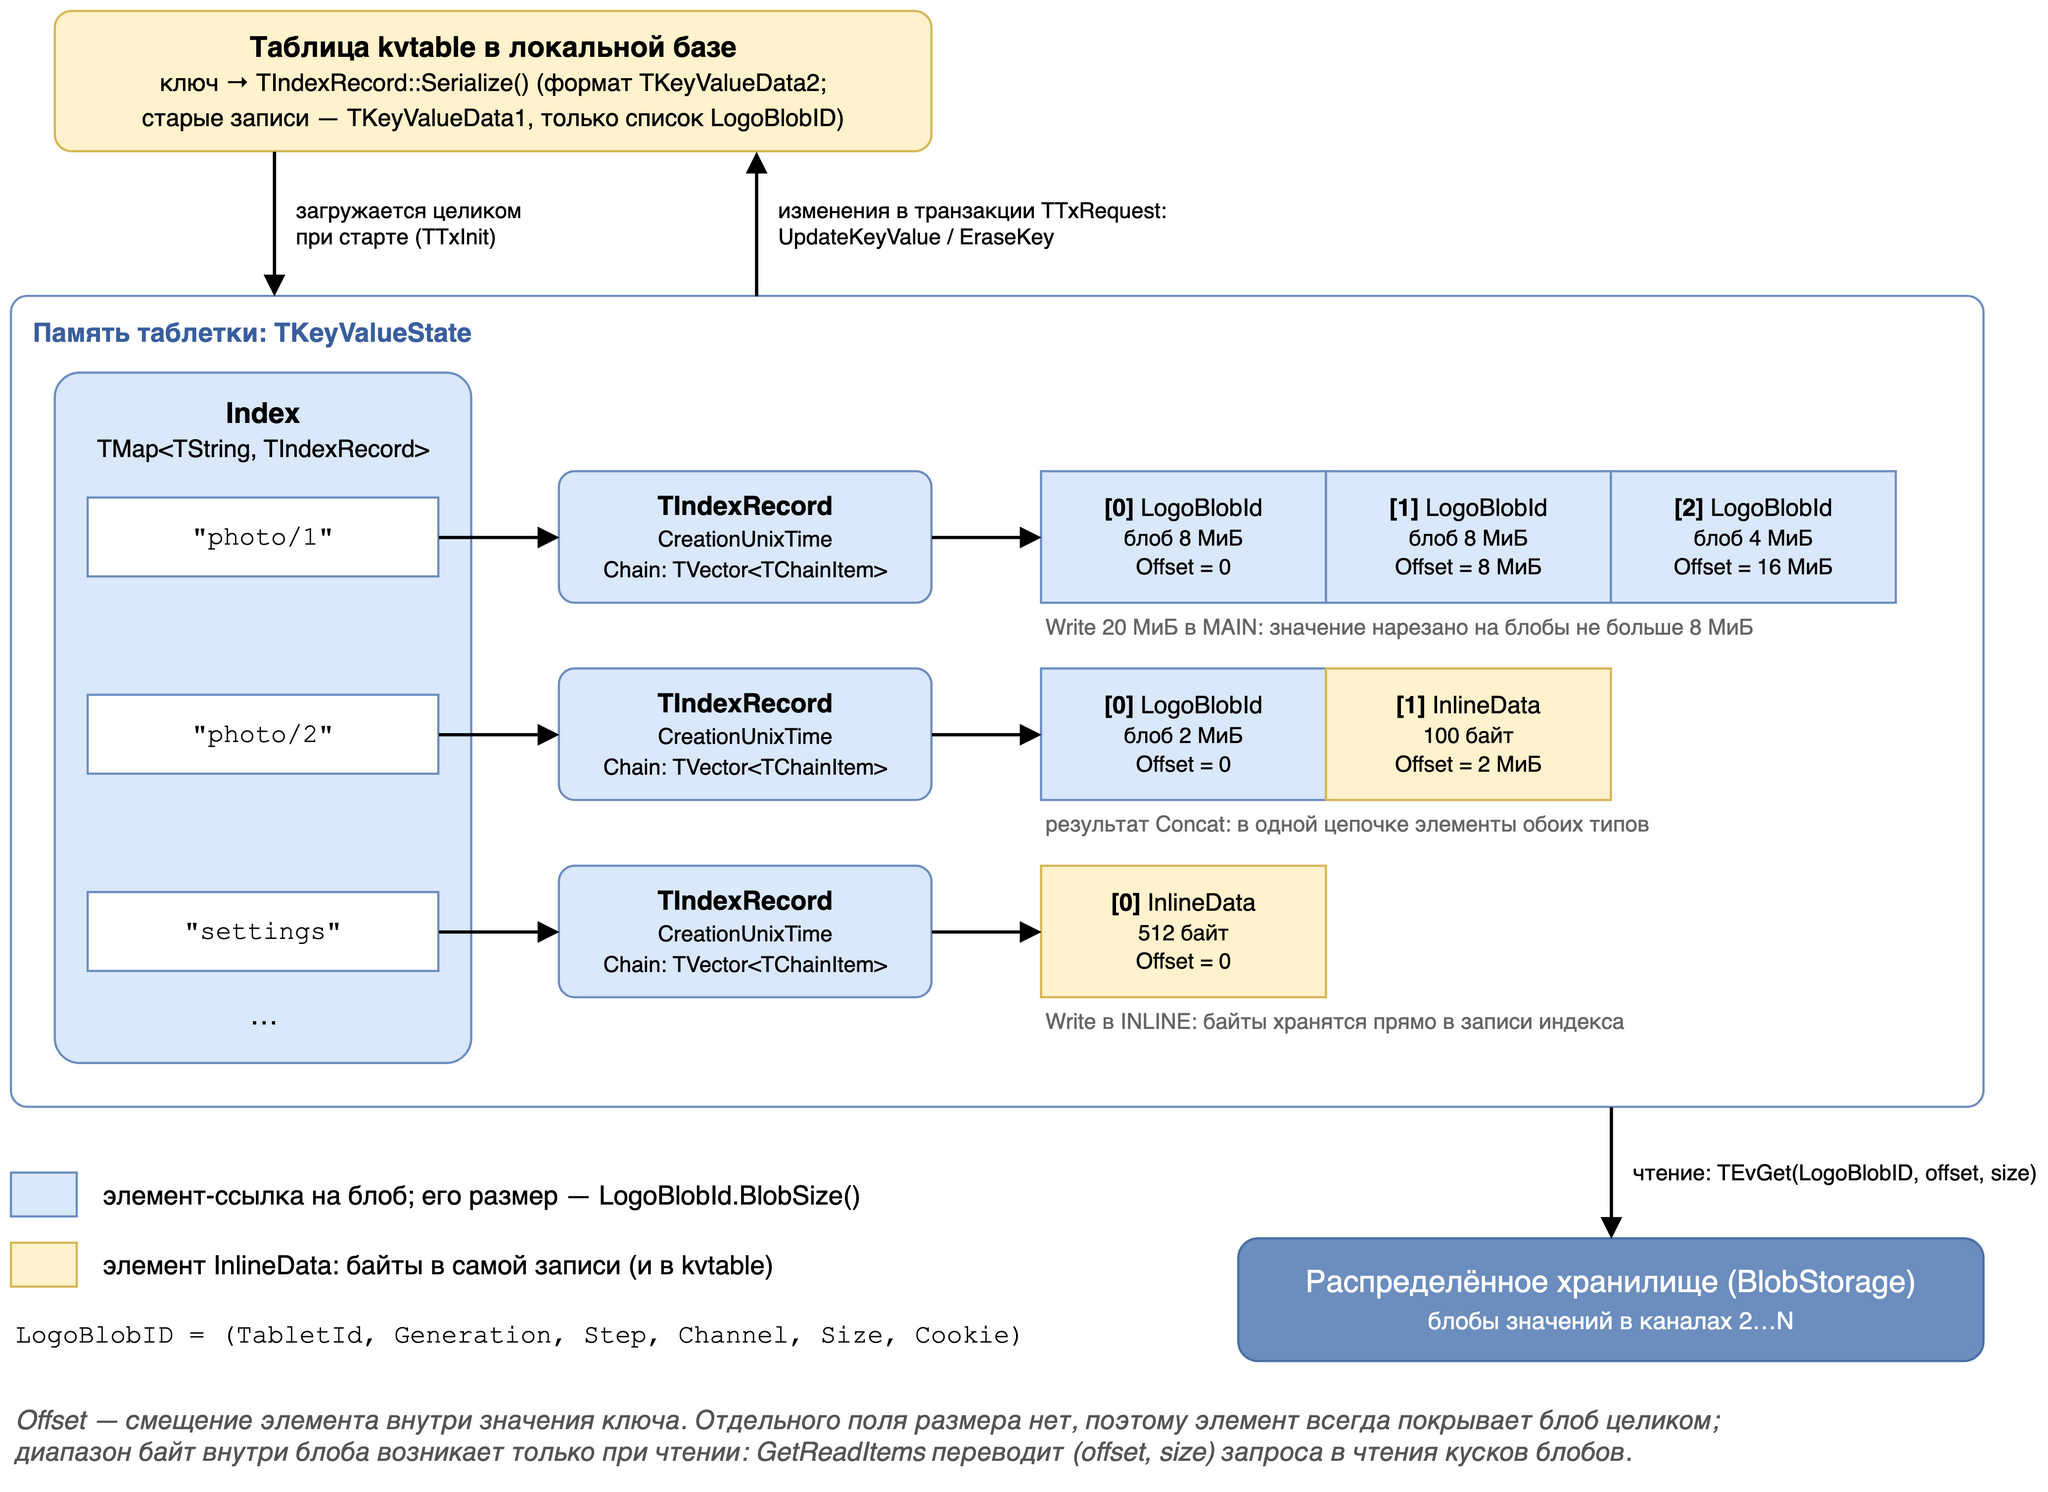 Таблица kvtable в локальной базе
ключ → TIndexRecord::Serialize() (формат TKeyValueData2;
старые записи — TKeyValueData1, только список LogoBlobID)
загружается целиком
при старте (TTxInit)
изменения в транзакции TTxRequest:
UpdateKeyValue / EraseKey
Память таблетки: TKeyValueState
Index
TMap<TString, TIndexRecord>
"photo/1"
TIndexRecord
CreationUnixTime
Chain: TVector<TChainItem>
[0] LogoBlobId
блоб 8 МиБ
Offset = 0
[1] LogoBlobId
блоб 8 МиБ
Offset = 8 МиБ
[2] LogoBlobId
блоб 4 МиБ
Offset = 16 МиБ
Write 20 МиБ в MAIN: значение нарезано на блобы не больше 8 МиБ
"photo/2"
TIndexRecord
CreationUnixTime
Chain: TVector<TChainItem>
[0] LogoBlobId
блоб 2 МиБ
Offset = 0
[1] InlineData
100 байт
Offset = 2 МиБ
результат Concat: в одной цепочке элементы обоих типов
"settings"
TIndexRecord
CreationUnixTime
Chain: TVector<TChainItem>
[0] InlineData
512 байт
Offset = 0
Write в INLINE: байты хранятся прямо в записи индекса
…
чтение: TEvGet(LogoBlobID, offset, size)
элемент-ссылка на блоб; его размер — LogoBlobId.BlobSize()
элемент InlineData: байты в самой записи (и в kvtable)
LogoBlobID = (TabletId, Generation, Step, Channel, Size, Cookie)
Распределённое хранилище (BlobStorage)
блобы значений в каналах 2…N
Offset — смещение элемента внутри значения ключа. Отдельного поля размера нет, поэтому элемент всегда покрывает блоб целиком;
диапазон байт внутри блоба возникает только при чтении: GetReadItems переводит (offset, size) запроса в чтения кусков блобов.